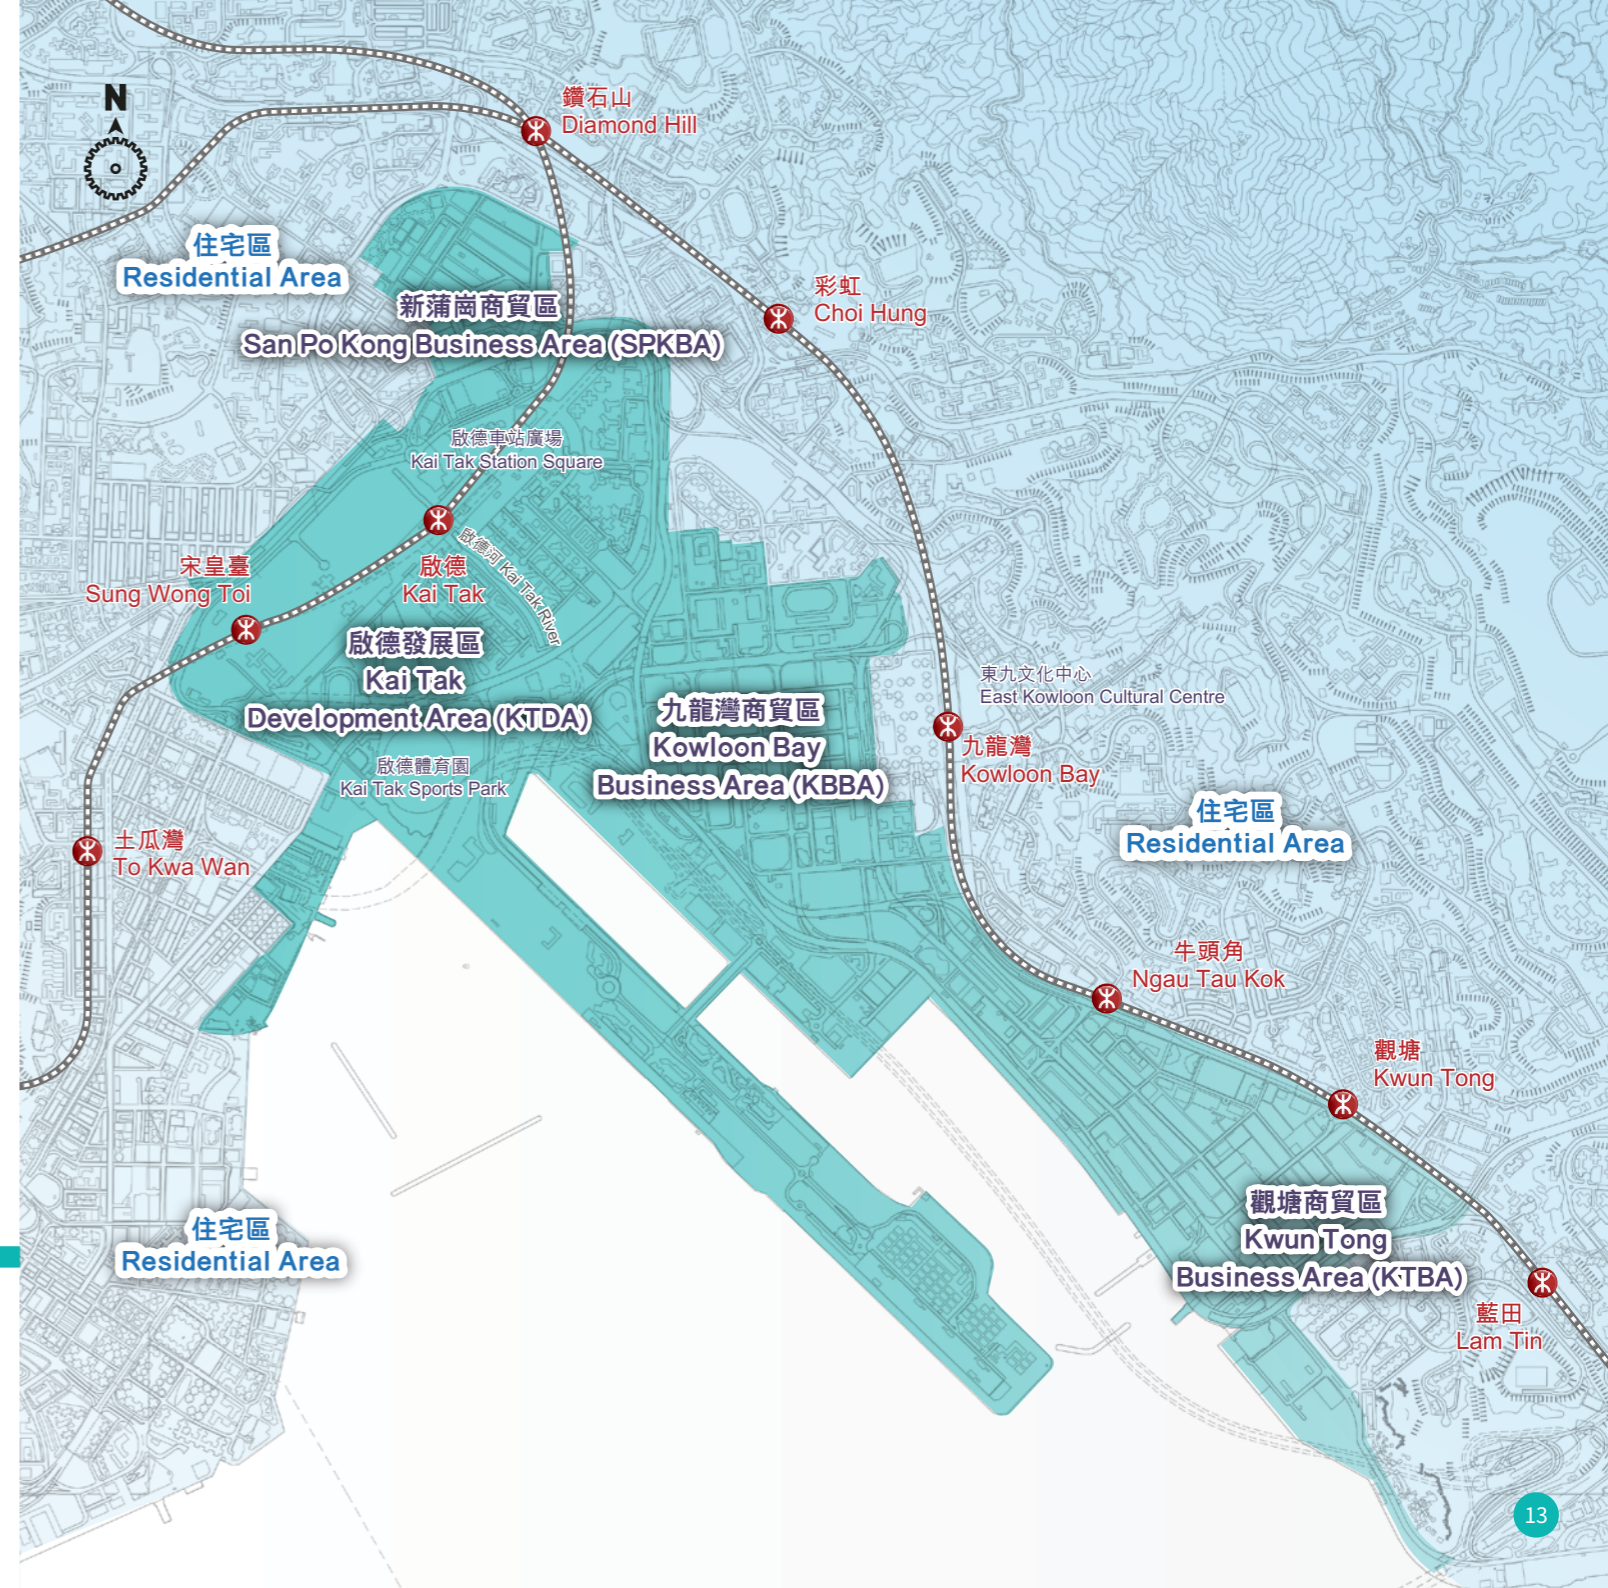 N
鑽石山
Diamond Hill
住宅區
Residential Area
新蒲崗商貿區
San Po Kong Business Area (SPKBA)
彩虹
Choi Hung
啟德車站廣場
Kai Tak Station Square
宋皇臺
Sung Wong Toi
啟德
Kai Tak
啟德河 Kai Tak River
啟德發展區
Kai Tak
Development Area (KTDA)
九龍灣商貿區
Kowloon Bay
Business Area (KBBA)
東九文化中心
East Kowloon Cultural Centre
九龍灣
Kowloon Bay
啟德體育園
Kai Tak Sports Park
住宅區
Residential Area
土瓜灣
To Kwa Wan
牛頭角
Ngau Tau Kok
觀塘
Kwun Tong
觀塘商貿區
Kwun Tong
Business Area (KTBA)
住宅區
Residential Area
藍田
Lam Tin
13